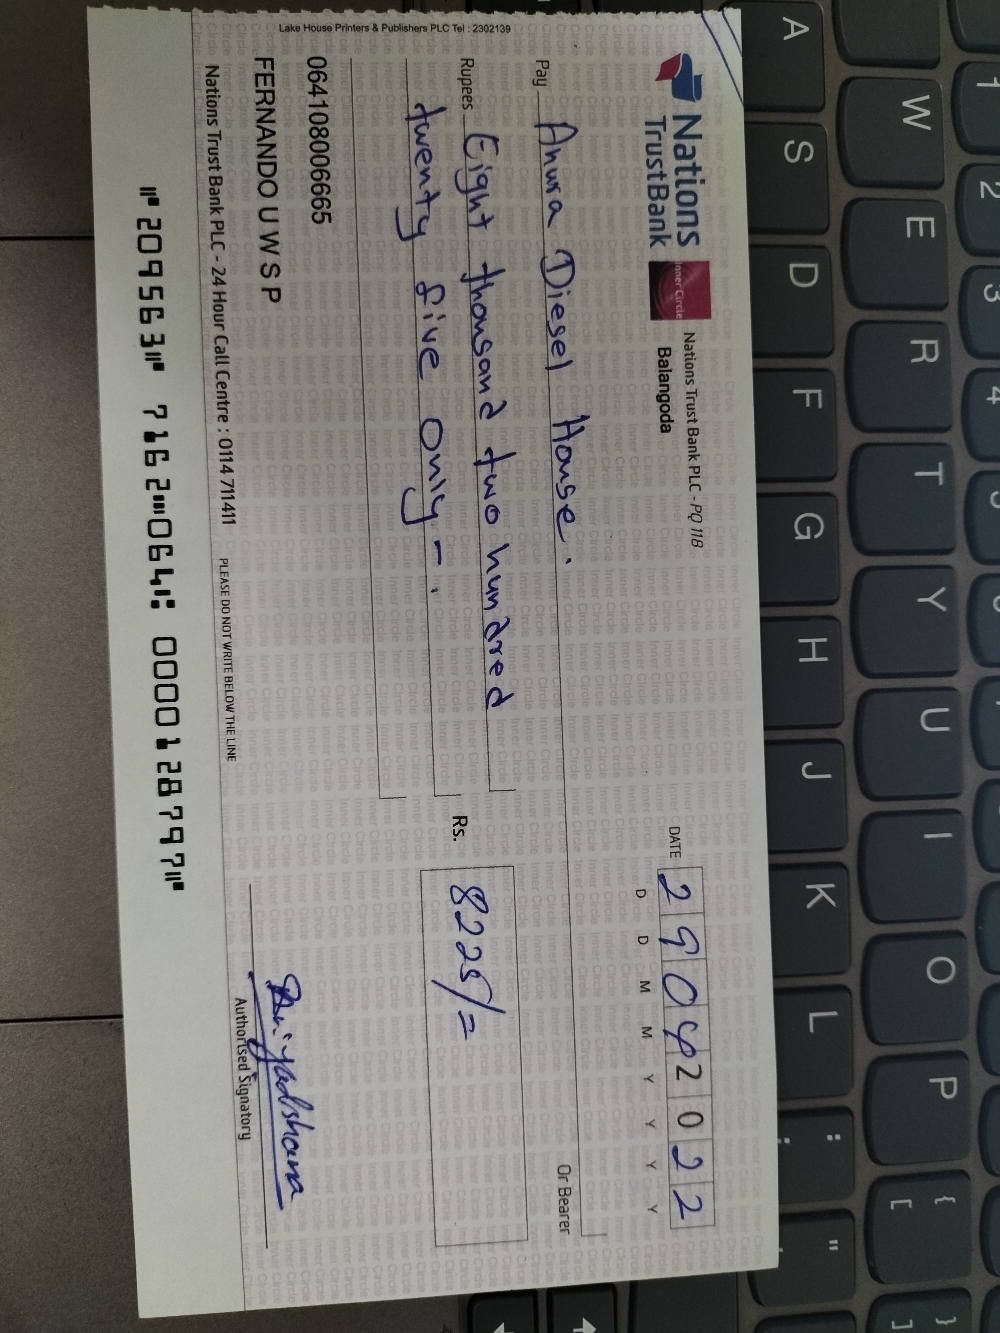 Nations
TrustBank
Inner Circle
Nations Trust Bank PLC - PQ 118
Balangoda
DATE 2 9 0 4 2 0 2 2
D D M M Y Y Y Y
Pay Anura Diesel House.
Or Bearer
Rupees Eight thousand two hundred
twenty five only -.
Rs. 8225/=
064108006665
FERNANDO U W S P
Authorised Signatory
Nations Trust Bank PLC - 24 Hour Call Centre : 0114 711411
PLEASE DO NOT WRITE BELOW THE LINE
⑈209563⑈ 7162⑉064⑆ 0000128797⑈
Lake House Printers & Publishers PLC Tel : 2302139
1 2 3 4
W E R T Y U I O P { [ } ]
A S D F G H J K L : ; "